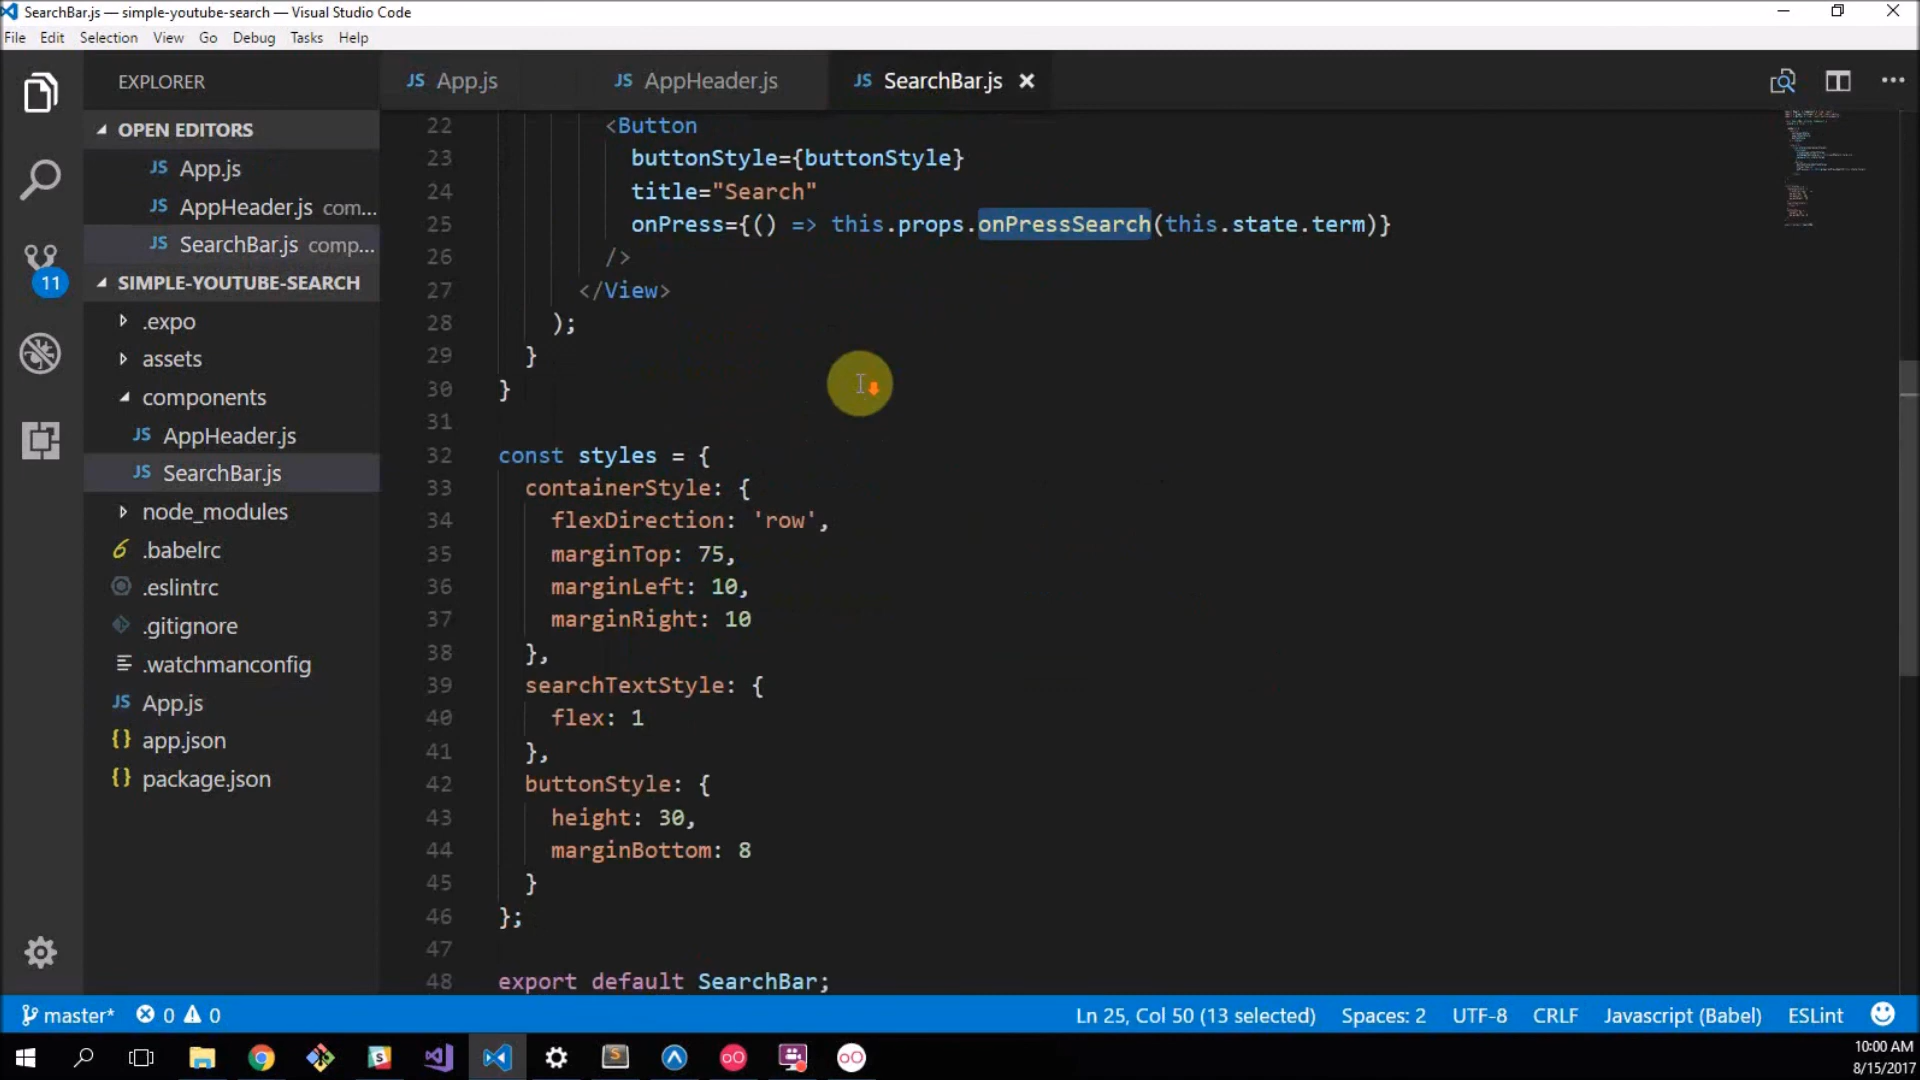 SearchBar.js — simple-youtube-search — Visual Studio Code
File Edit Selection View Go Debug Tasks Help
EXPLORER
OPEN EDITORS
JS App.js
JS AppHeader.js com...
JS SearchBar.js comp...
11
SIMPLE-YOUTUBE-SEARCH
.expo
assets
components
JS AppHeader.js
JS SearchBar.js
node_modules
6 .babelrc
.eslintrc
.gitignore
.watchmanconfig
JS App.js
{} app.json
{} package.json
JS App.js JS AppHeader.js JS SearchBar.js
22 <Button
23 buttonStyle={buttonStyle}
24 title="Search"
25 onPress={() => this.props.onPressSearch(this.state.term)}
26 />
27 </View>
28 );
29 }
30 }
31
32 const styles = {
33 containerStyle: {
34 flexDirection: 'row',
35 marginTop: 75,
36 marginLeft: 10,
37 marginRight: 10
38 },
39 searchTextStyle: {
40 flex: 1
41 },
42 buttonStyle: {
43 height: 30,
44 marginBottom: 8
45 }
46 };
47
48 export default SearchBar;
master* 0 0 Ln 25, Col 50 (13 selected) Spaces: 2 UTF-8 CRLF Javascript (Babel) ESLint
10:00 AM
8/15/2017